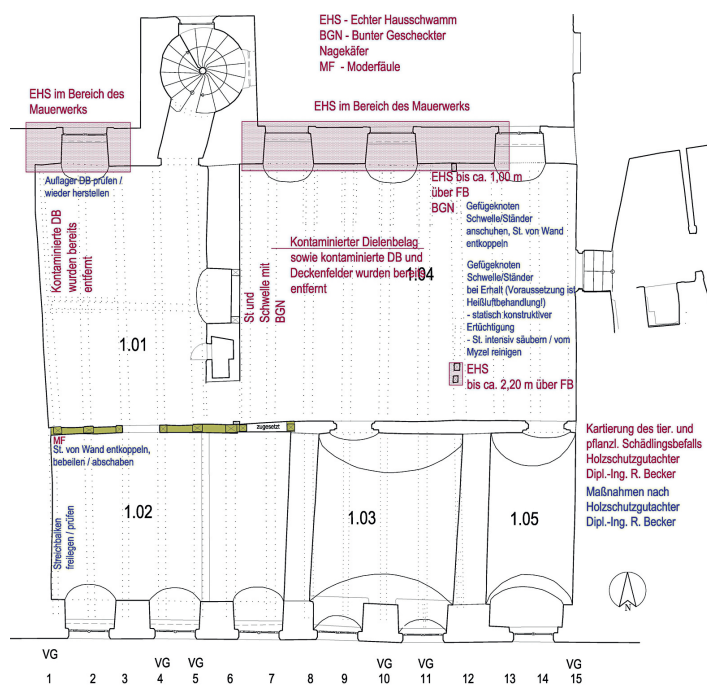 EHS - Echter Hausschwamm
BGN - Bunter Gescheckter
Nagekäfer
MF - Moderfäule
EHS im Bereich des
Mauerwerks
EHS im Bereich des Mauerwerks
Auflager DB prüfen /
wieder herstellen
Kontaminierte DB
wurden bereits
entfernt
EHS bis ca. 1,00 m
über FB
BGN
Gefügeknoten
Schwelle/Ständer
anschuhen, St. von Wand
entkoppeln
Kontaminierter Dielenbelag
sowie kontaminierte DB und
Deckenfelder wurden bereits
entfernt
1.04
St und
Schwelle mit
BGN
Gefügeknoten
Schwelle/Ständer
bei Erhalt (Voraussetzung ist
Heißluftbehandlung!)
- statisch konstruktiver
Ertüchtigung
- St. intensiv säubern / vom
Myzel reinigen
1.01
EHS
bis ca. 2,20 m über FB
zugesetzt
MF
St. von Wand entkoppeln,
bebeilen / abschaben
Streichbalken
freilegen / prüfen
1.02
1.03
1.05
Kartierung des tier. und
pflanzl. Schädlingsbefalls
Holzschutzgutachter
Dipl.-Ing. R. Becker
Maßnahmen nach
Holzschutzgutachter
Dipl.-Ing. R. Becker
N
VG VG VG VG VG VG
1 2 3 4 5 6 7 8 9 10 11 12 13 14 15